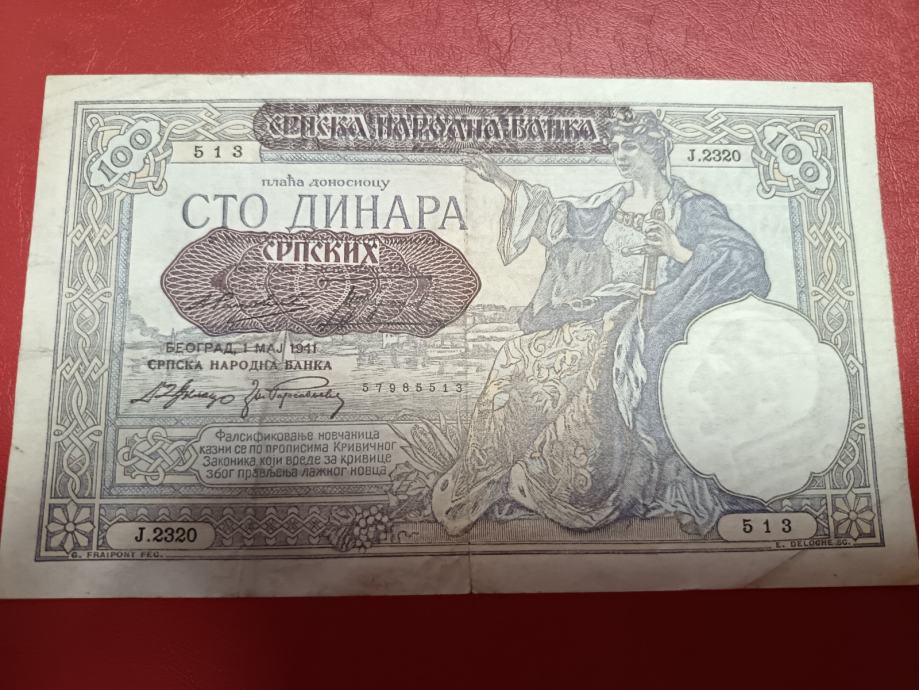 СРПСКА НАРОДНА БАНКА
100
100
513
J.2320
плаћа доносиоцу
СТО ДИНАРА
СРПСКИХ
БЕОГРАД, 1 МАЈ 1941
СРПСКА НАРОДНА БАНКА
57985513
Фалсификовање новчаница
казни се по прописима Кривичног
Законика који вреде за кривице
због прављења лажног новца
J.2320
513
G. FRAIPONT FEC.
E. DELOCHE SC.